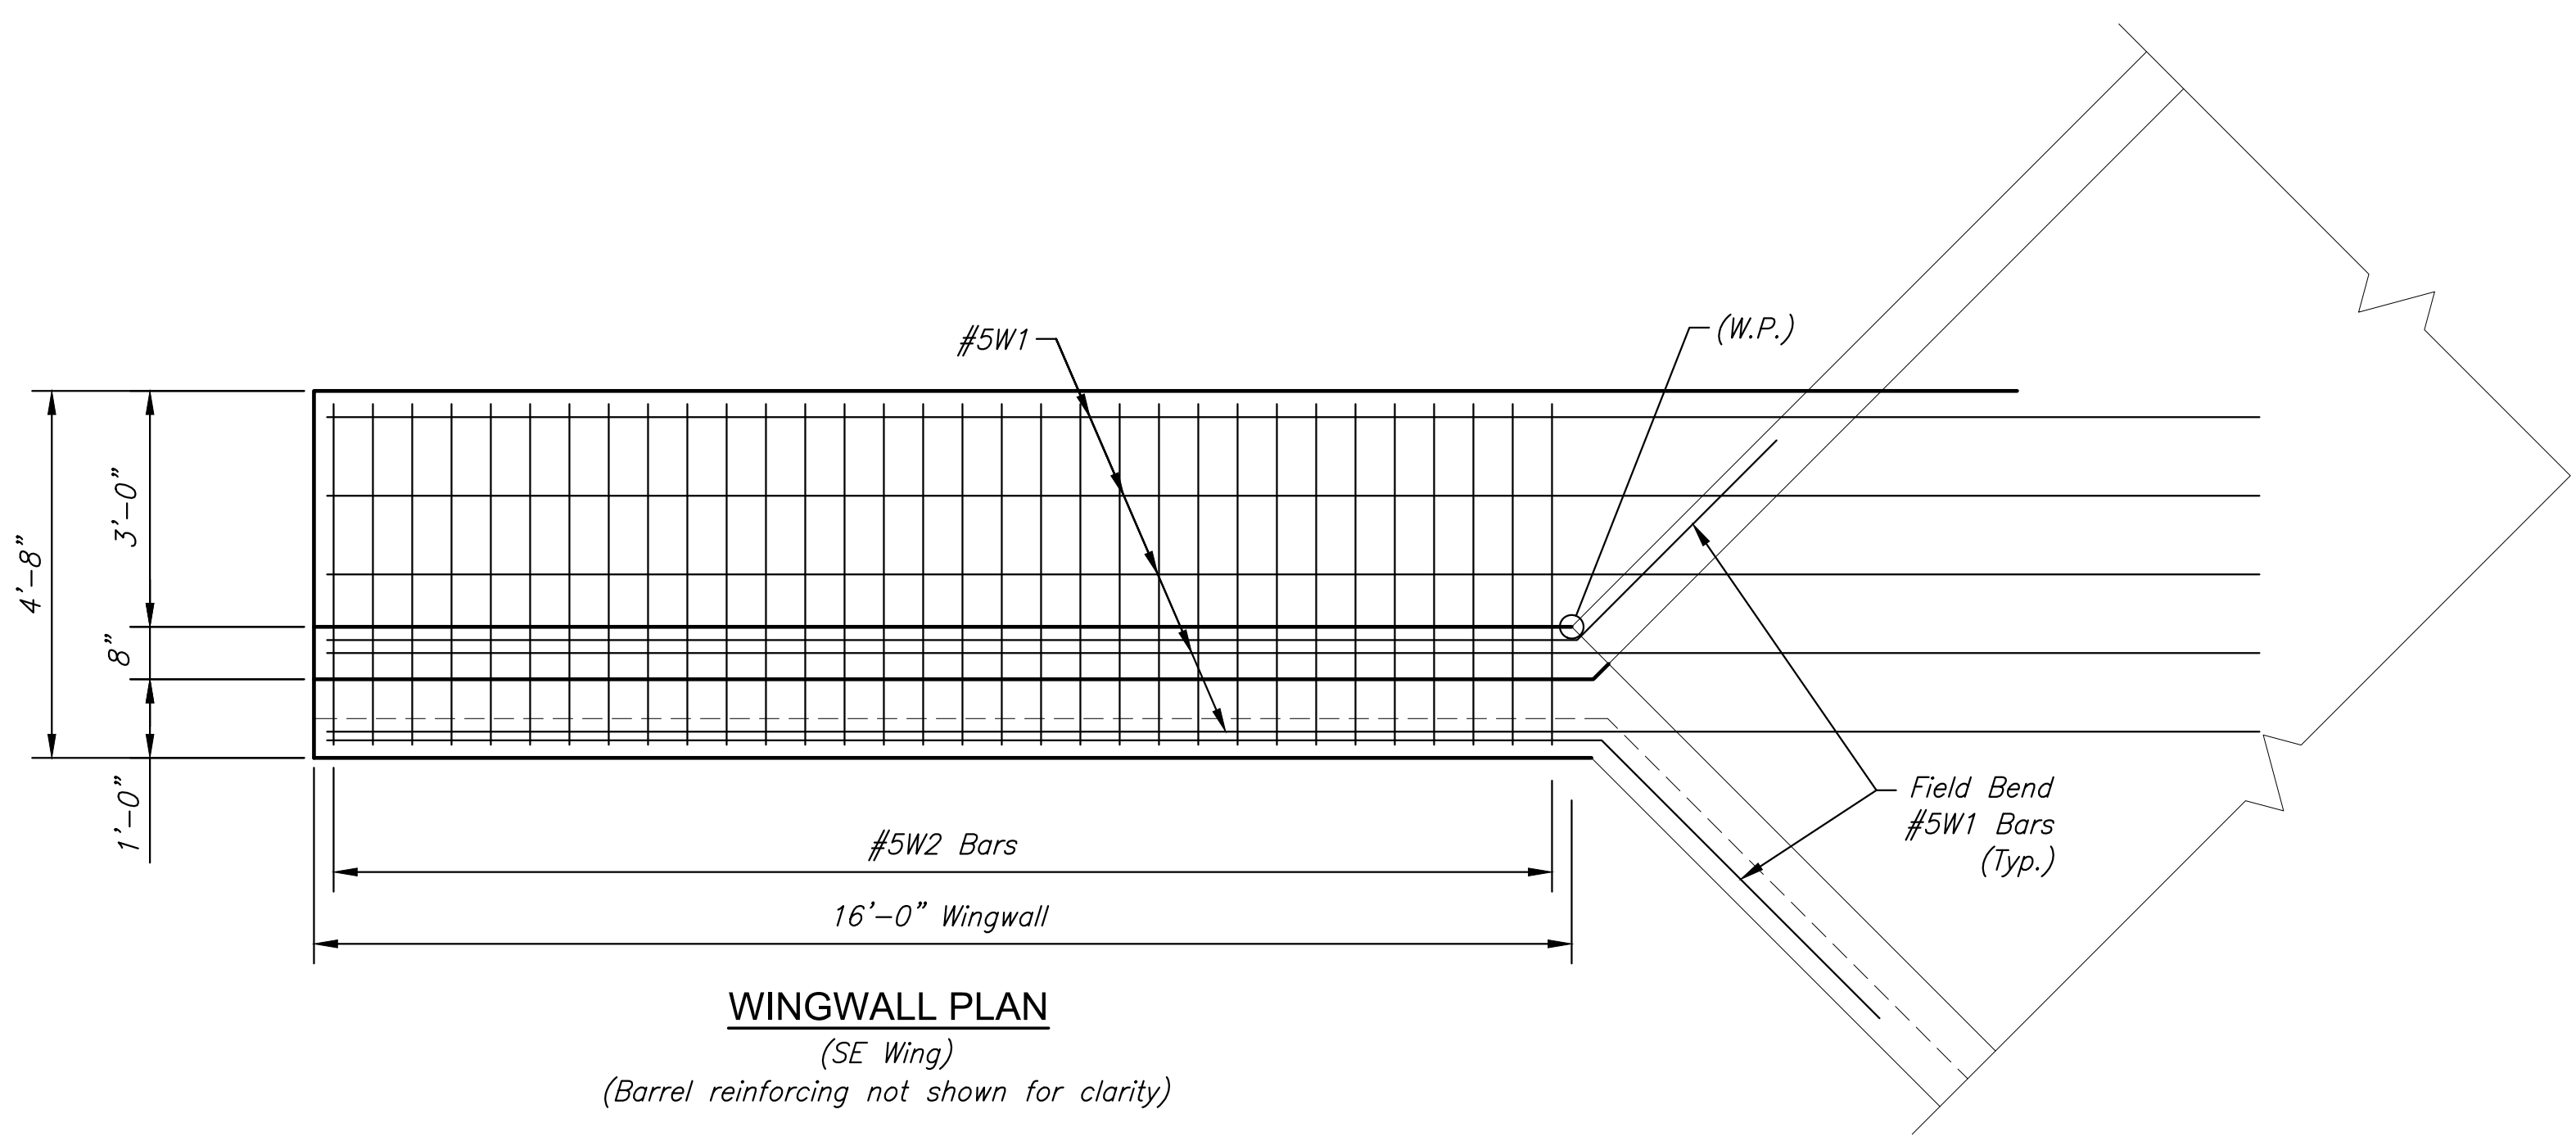 #5W1
(W.P.)
4'-8"
3'-0"
8"
1'-0"
Field Bend
#5W1 Bars
(Typ.)
#5W2 Bars
16'-0" Wingwall
WINGWALL PLAN
(SE Wing)
(Barrel reinforcing not shown for clarity)